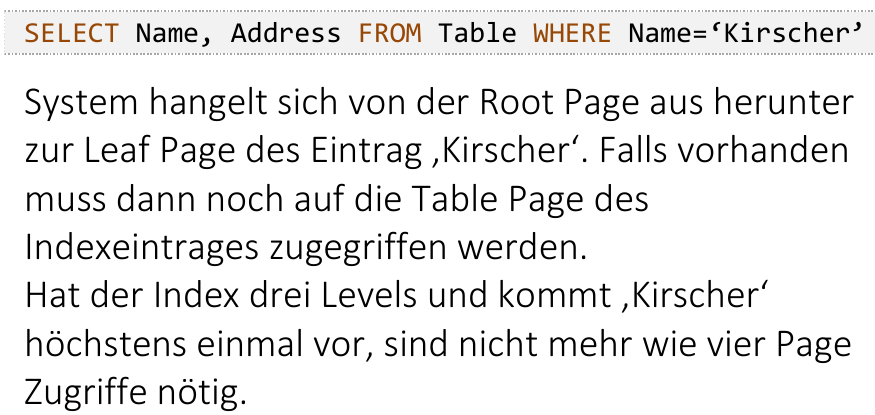 SELECT Name, Address FROM Table WHERE Name=‘Kirscher’
System hangelt sich von der Root Page aus herunter
zur Leaf Page des Eintrag ‚Kirscher‘. Falls vorhanden
muss dann noch auf die Table Page des
Indexeintrages zugegriffen werden.
Hat der Index drei Levels und kommt ‚Kirscher‘
höchstens einmal vor, sind nicht mehr wie vier Page
Zugriffe nötig.